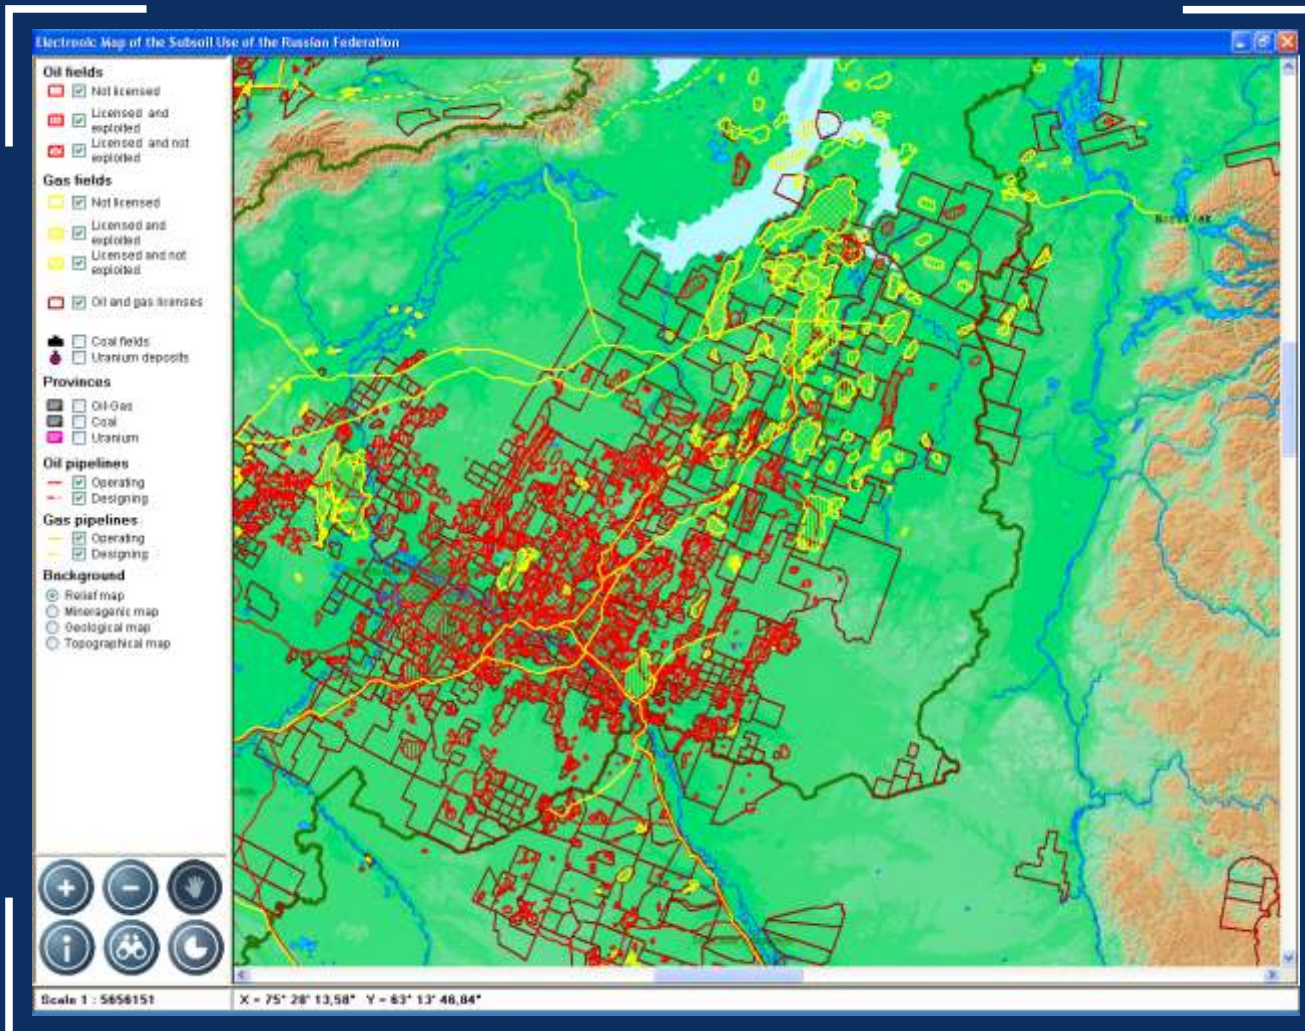 Electronic Map of the Subsoil Use of the Russian Federation
Oil fields
Not licensed
Licensed and
exploited
Licensed and not
exploited
Gas fields
Not licensed
Licensed and
exploited
Licensed and not
exploited
Oil and gas licenses
Coal fields
Uranium deposits
Provinces
Oil-Gas
Coal
Uranium
Oil pipelines
Operating
Designing
Gas pipelines
Operating
Designing
Background
Relief map
Mineragenic map
Geological map
Topographical map
Scale 1 : 5656151
X = 75° 28' 13,58" Y = 63° 13' 46,84"